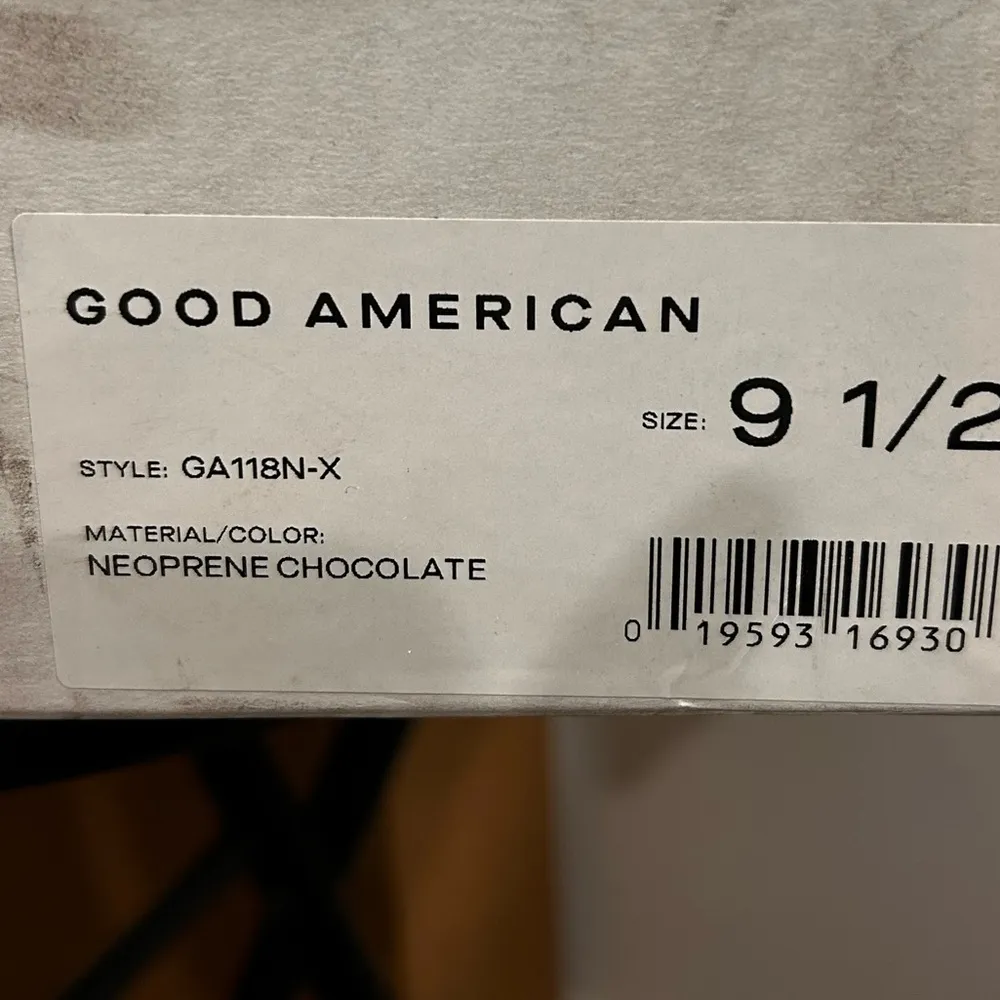 GOOD AMERICAN
SIZE: 9 1/2
STYLE: GA118N-X
MATERIAL/COLOR:
NEOPRENE CHOCOLATE
0 19593 16930